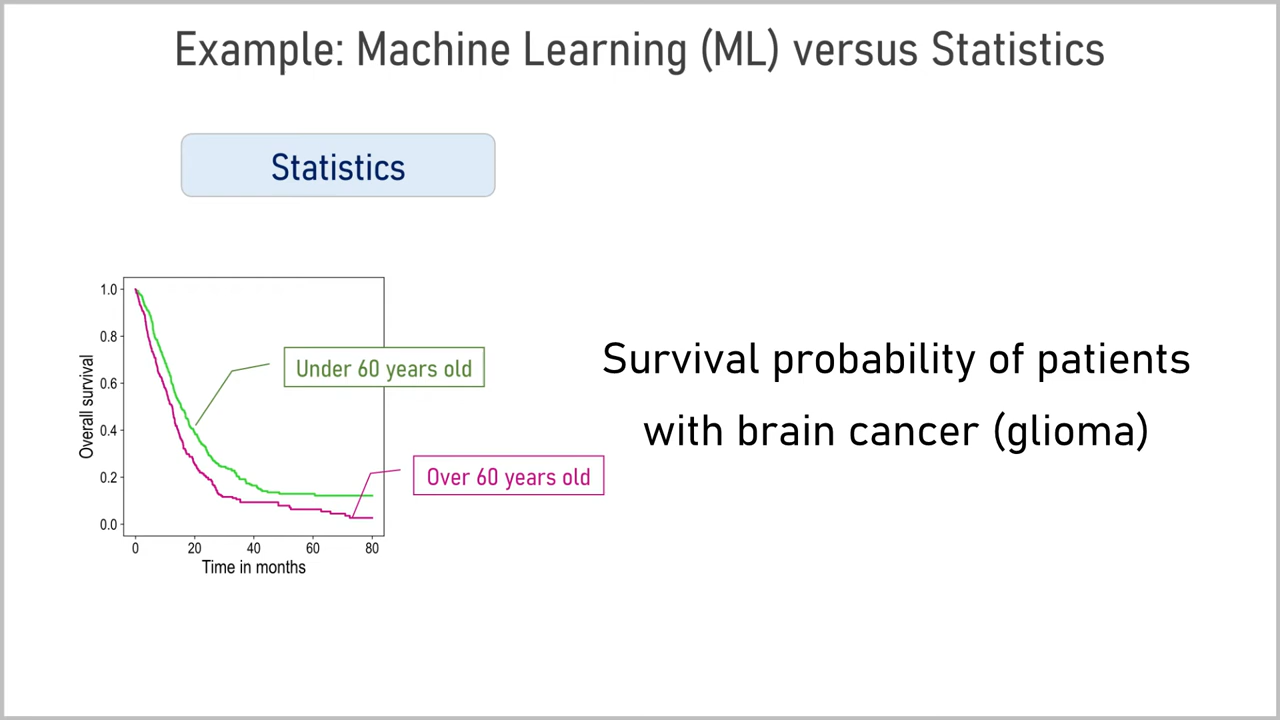 Example: Machine Learning (ML) versus Statistics
Statistics
Overall survival
1.0
0.8
0.6
0.4
0.2
0.0
0 20 40 60 80
Time in months
Under 60 years old
Over 60 years old
Survival probability of patients
with brain cancer (glioma)